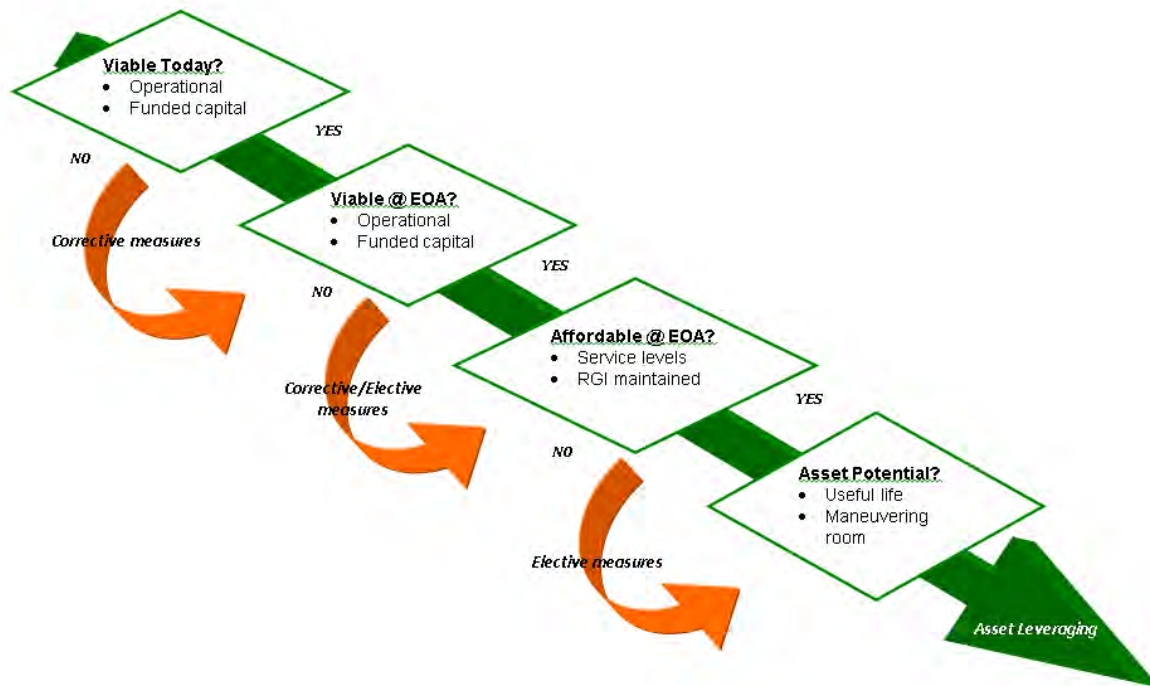 Viable Today?
• Operational
• Funded capital
YES
NO
Corrective measures
Viable @ EOA?
• Operational
• Funded capital
YES
NO
Corrective/Elective
measures
Affordable @ EOA?
• Service levels
• RGI maintained
YES
NO
Elective measures
Asset Potential?
• Useful life
• Maneuvering
room
Asset Leveraging